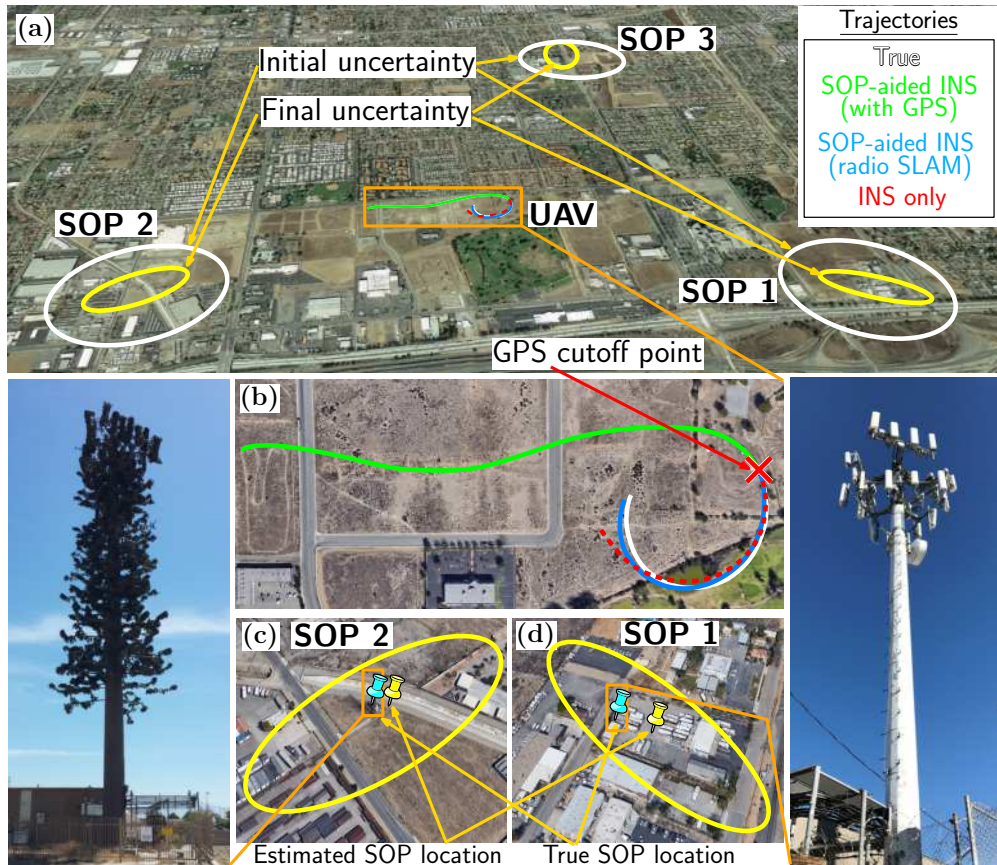 (a)
SOP 3
Trajectories
Initial uncertainty
True
SOP-aided INS
(with GPS)
Final uncertainty
SOP-aided INS
(radio SLAM)
INS only
SOP 2
UAV
SOP 1
GPS cutoff point
(b)
(c)
SOP 2
(d)
SOP 1
Estimated SOP location
True SOP location